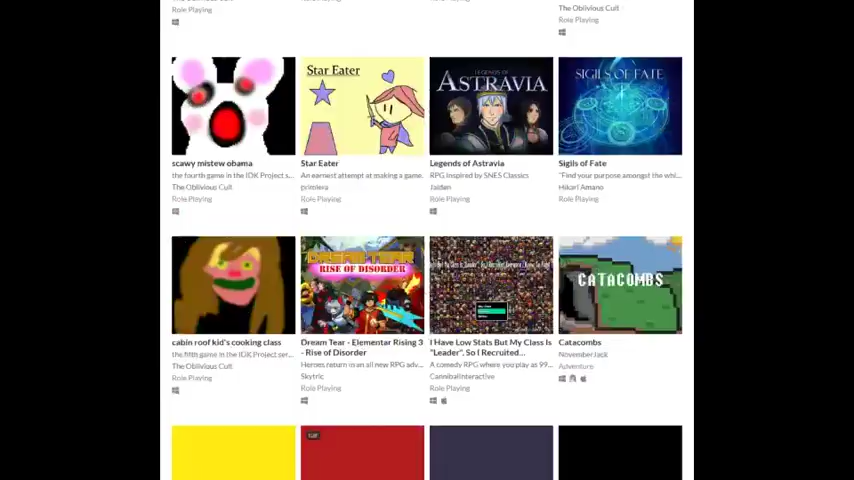 Role Playing
The Oblivious Cult
Role Playing
Star Eater
LEGENDS OF
ASTRAVIA
SIGILS OF FATE
scawy mistew obama
the fourth game in the IDK Project s...
The Oblivious Cult
Role Playing
Star Eater
An earnest attempt at making a game.
primiera
Role Playing
Legends of Astravia
RPG Inspired by SNES Classics
Jaiden
Role Playing
Sigils of Fate
"Find your purpose amongst the whi...
Hikari Amano
Role Playing
DREAM TEAR
RISE OF DISORDER
CATACOMBS
cabin roof kid's cooking class
the fifth game in the IDK Project ser...
The Oblivious Cult
Role Playing
Dream Tear - Elementar Rising 3
- Rise of Disorder
Heroes return in an all new RPG adv...
Skytric
Role Playing
I Have Low Stats But My Class Is
"Leader", So I Recruited...
A comedy RPG where you play as 99...
CannibalInteractive
Role Playing
Catacombs
November Jack
Adventure
GIF